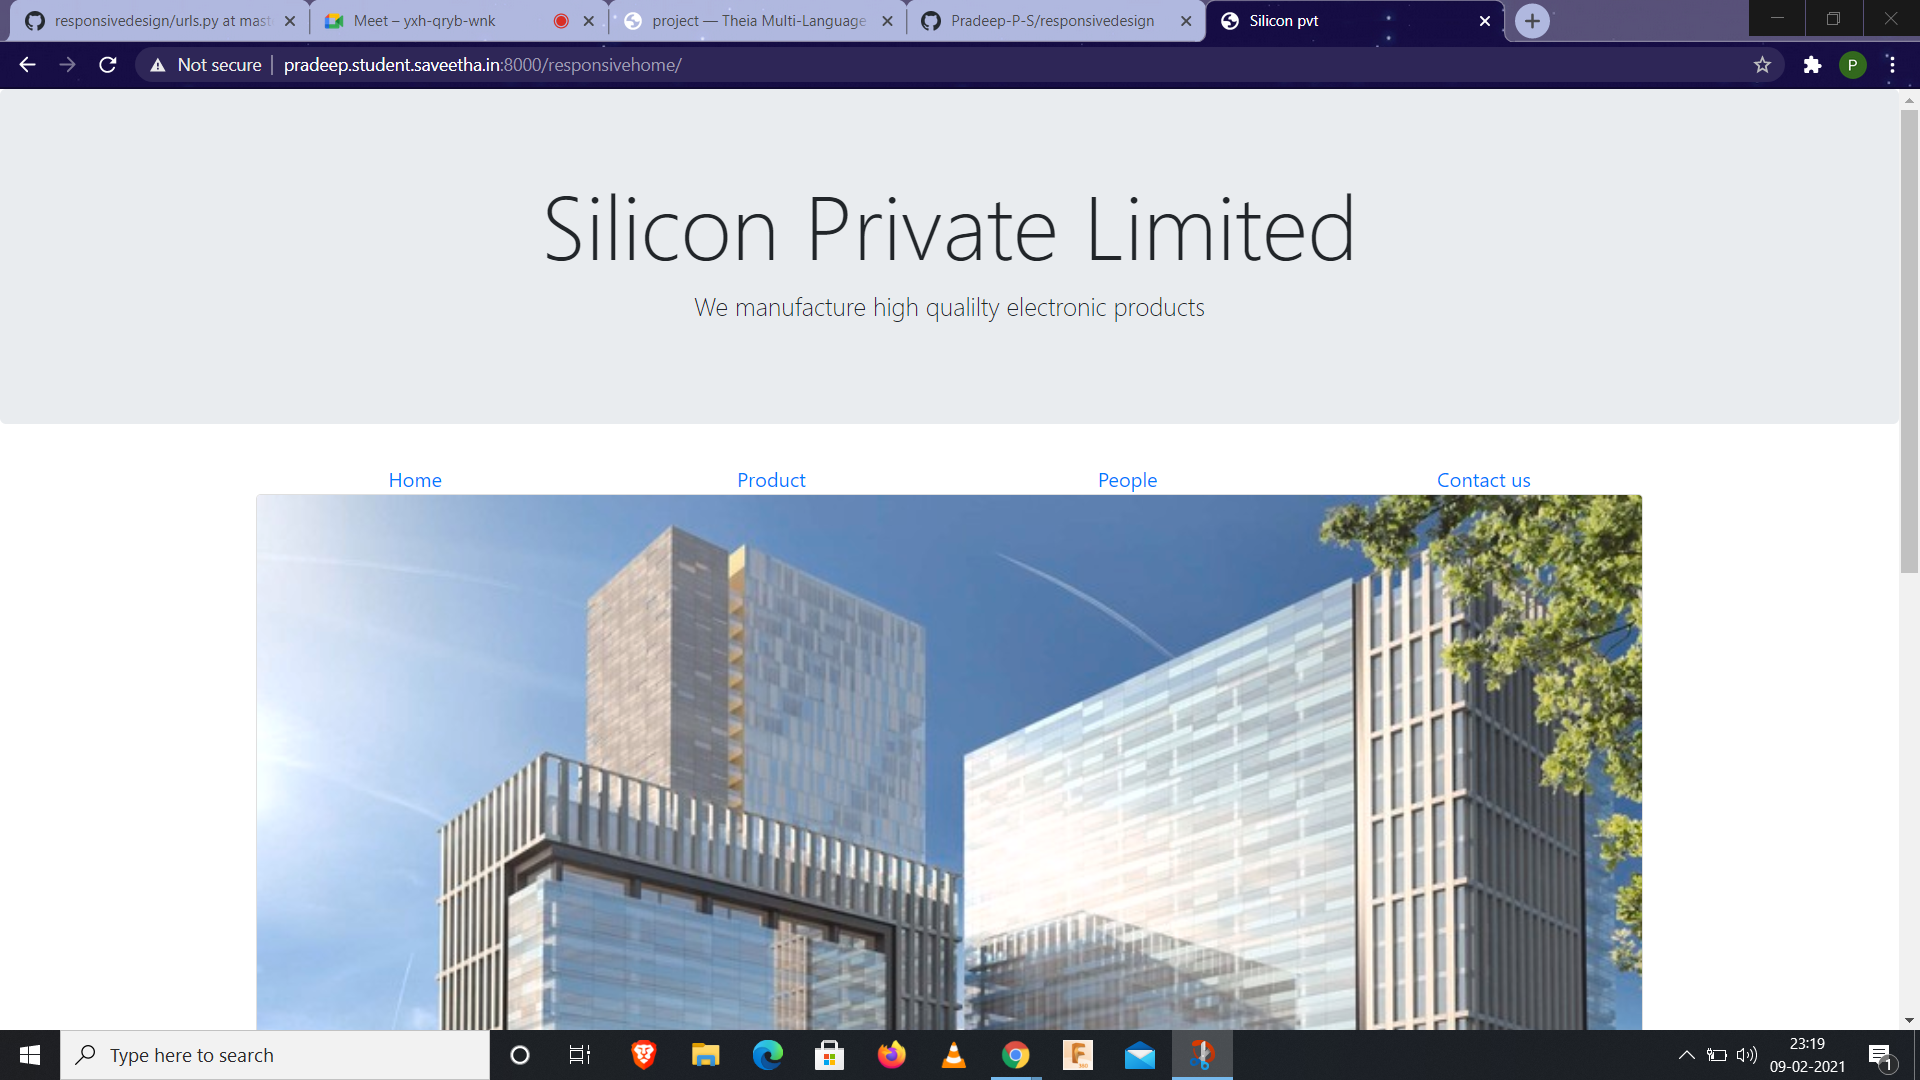 responsivedesign/urls.py at mast
Meet – yxh-qryb-wnk
project — Theia Multi-Language
Pradeep-P-S/responsivedesign
Silicon pvt
Not secure
pradeep.student.saveetha.in:8000/responsivehome/
P
Silicon Private Limited
We manufacture high qualilty electronic products
Home
Product
People
Contact us
Type here to search
23:19
09-02-2021
1